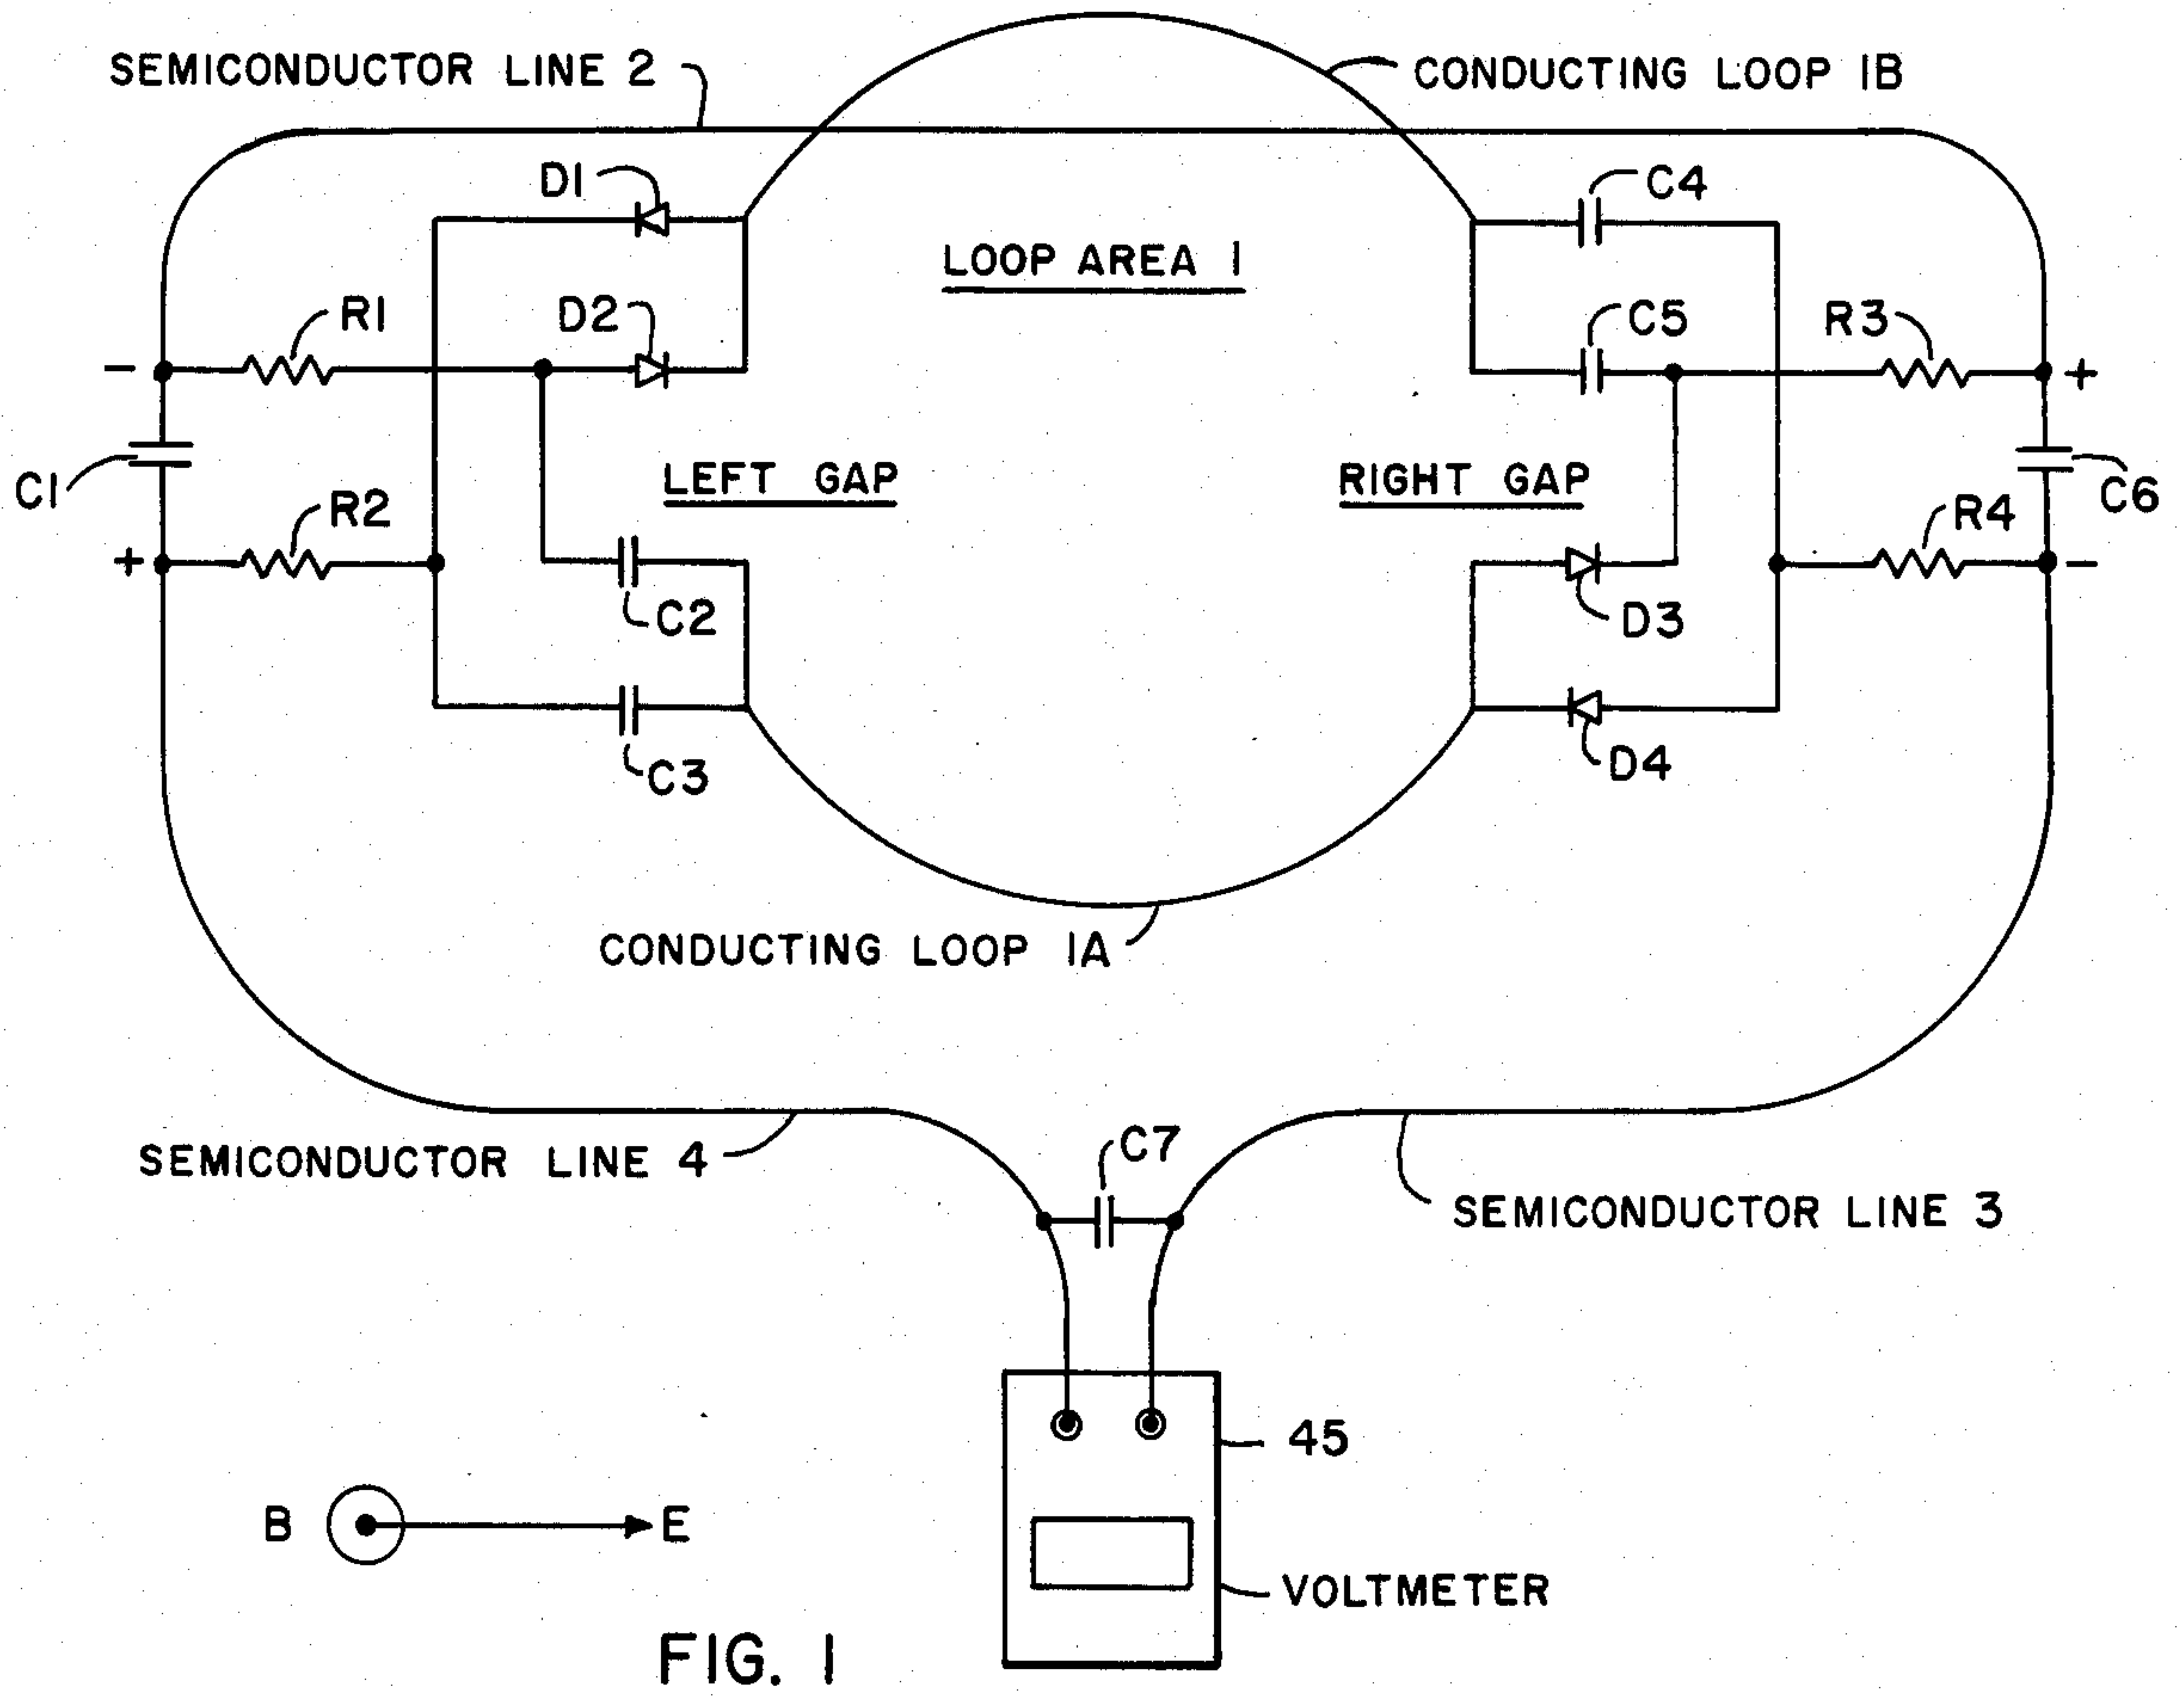 SEMICONDUCTOR LINE 2
CONDUCTING LOOP 1B
D1
C4
LOOP AREA 1
R1
D2
C5
R3
-
+
C1
LEFT GAP
RIGHT GAP
C6
R2
R4
+
-
C2
D3
C3
D4
CONDUCTING LOOP 1A
SEMICONDUCTOR LINE 4
C7
SEMICONDUCTOR LINE 3
45
B
E
VOLTMETER
FIG. 1